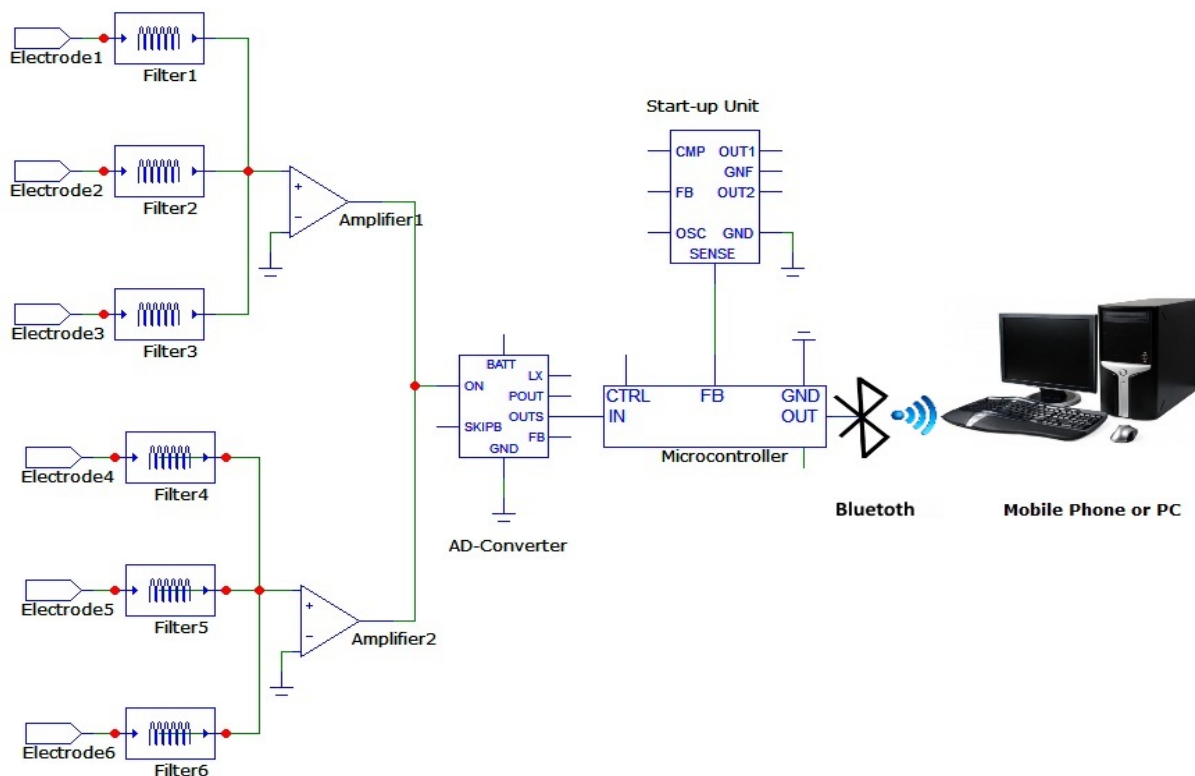 Electrode1
Filter1
Electrode2
Filter2
Electrode3
Filter3
+
−
Amplifier1
Electrode4
Filter4
Electrode5
Filter5
Electrode6
Filter6
+
−
Amplifier2
BATT
LX
ON
POUT
OUTS
SKIPB
FB
GND
AD-Converter
Start-up Unit
CMP OUT1
GNF
FB OUT2
OSC GND
SENSE
CTRL FB GND
IN OUT
Microcontroller
Bluetoth
Mobile Phone or PC